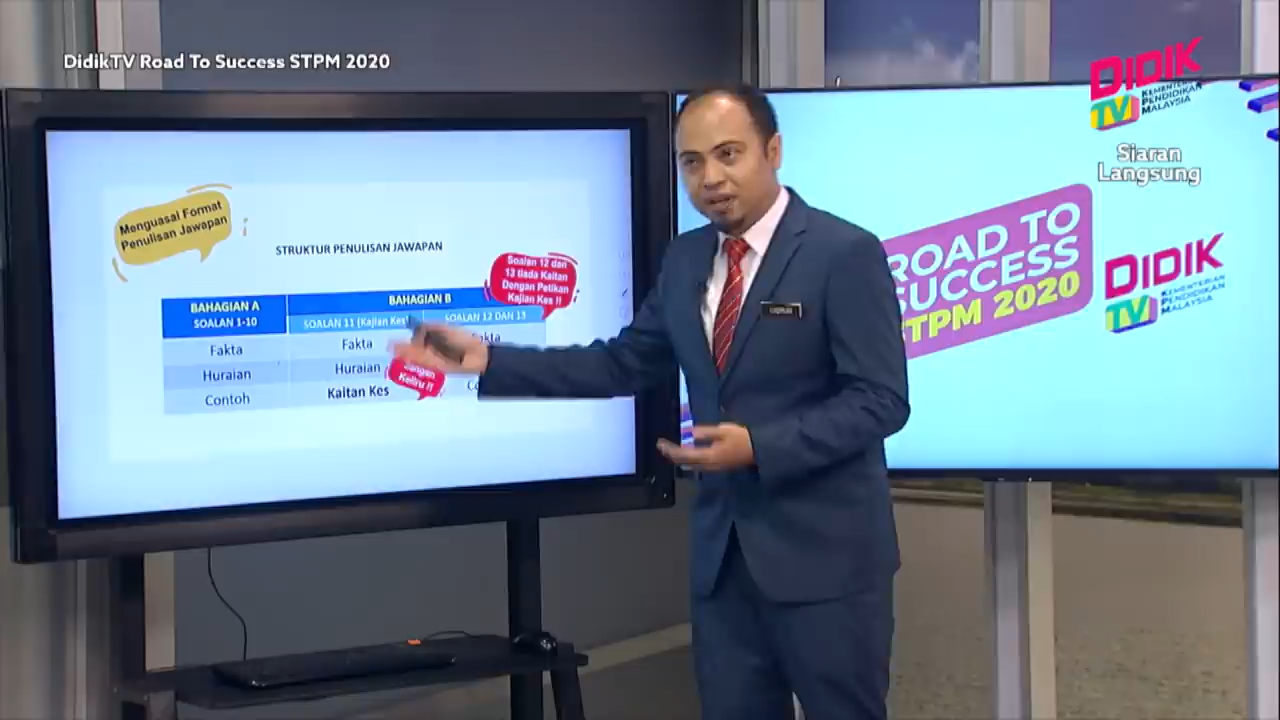 DidikTV Road To Success STPM 2020
DIDIK
TV
KEMENTERIAN
PENDIDIKAN
MALAYSIA
Siaran
Langsung
Menguasai Format
Penulisan Jawapan
STRUKTUR PENULISAN JAWAPAN
Soalan 12 dan
13 tiada Kaitan
Dengan Petikan
Kajian Kes !!
BAHAGIAN A
SOALAN 1-10
BAHAGIAN B
SOALAN 11 (Kajian Kes)
SOALAN 12 DAN 13
Fakta
Fakta
Fakta
Huraian
Huraian
Jangan
Keliru !!
Contoh
Kaitan Kes
ROAD TO
SUCCESS
STPM 2020
DIDIK
TV
KEMENTERIAN
PENDIDIKAN
MALAYSIA